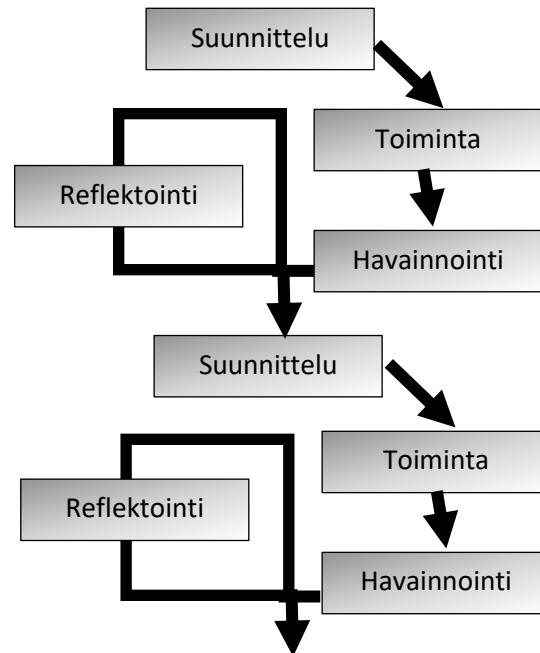 Suunnittelu
Toiminta
Reflektointi
Havainnointi
Suunnittelu
Toiminta
Reflektointi
Havainnointi